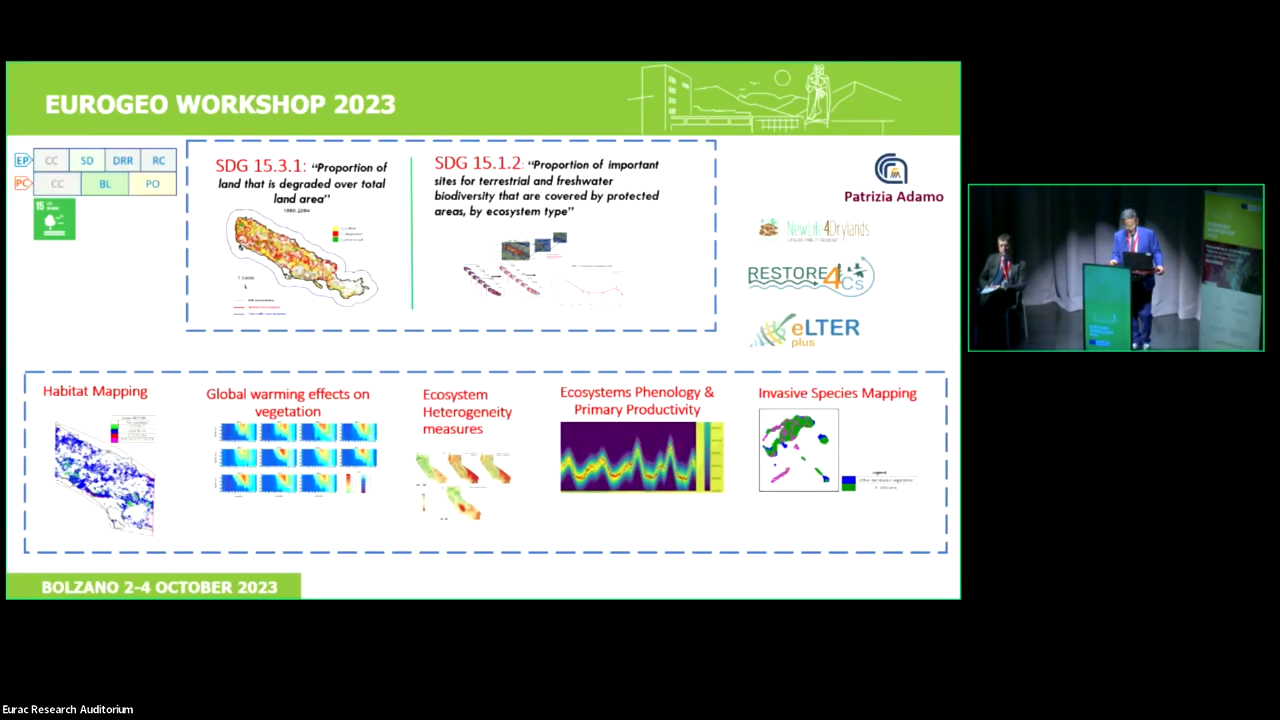 EUROGEO WORKSHOP 2023
EP CC SD DRR RC
PC CC BL PO
15
SDG 15.3.1: “Proportion of
land that is degraded over total
land area”
1990-2004
SDG 15.1.2: “Proportion of important
sites for terrestrial and freshwater
biodiversity that are covered by protected
areas, by ecosystem type”
Patrizia Adamo
NewLife4Drylands
RESTORE4Cs
eLTER
plus
Habitat Mapping
Global warming effects on
vegetation
Ecosystem
Heterogeneity
measures
Ecosystems Phenology &
Primary Productivity
Invasive Species Mapping
Legend
BOLZANO 2-4 OCTOBER 2023
Eurac Research Auditorium